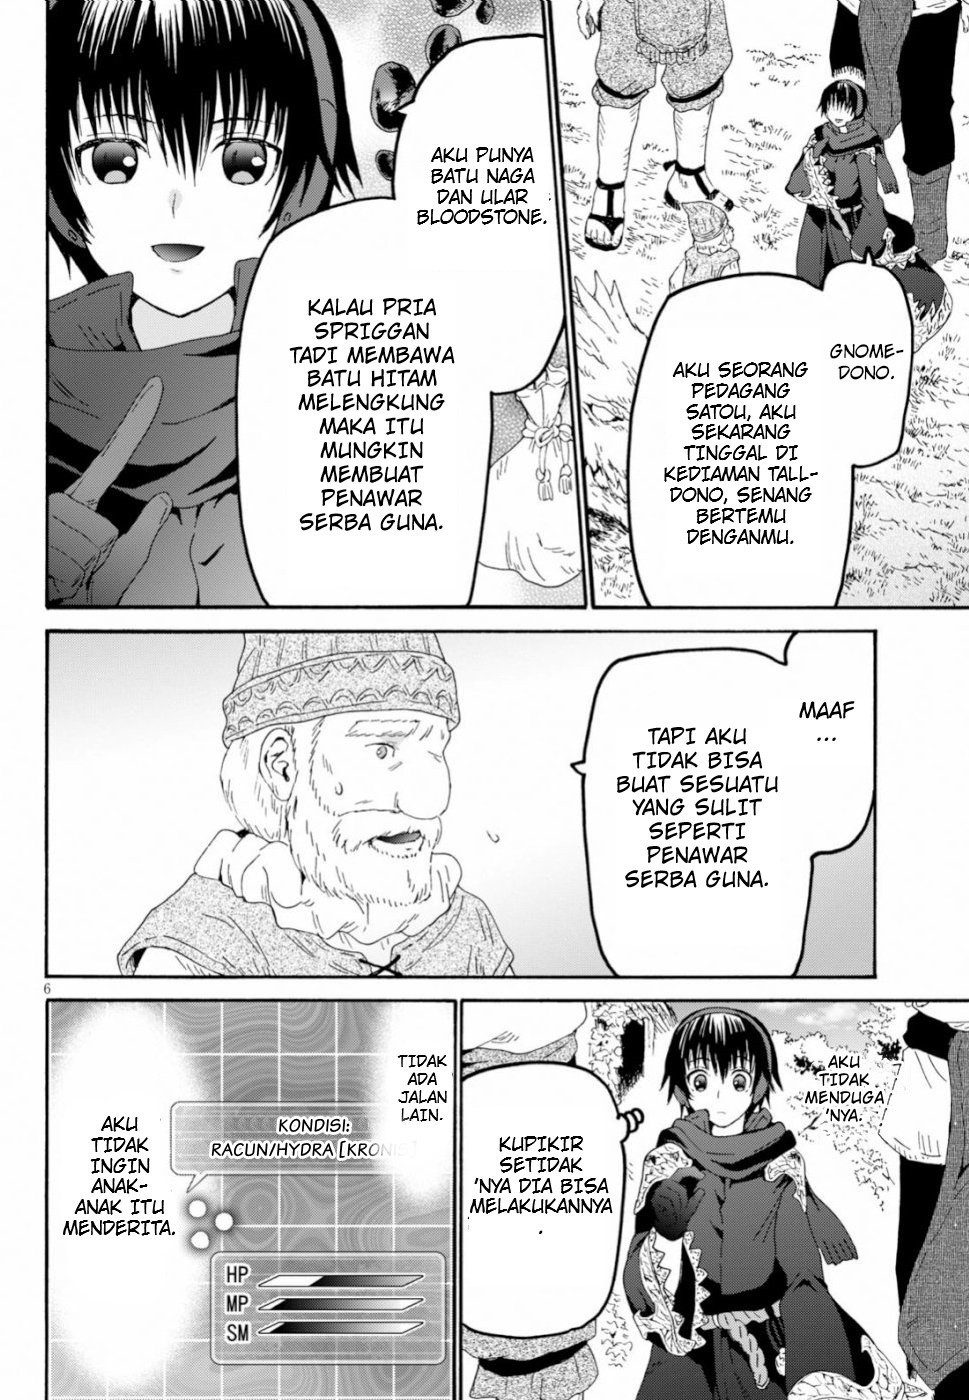 GNOME-
DONO.
AKU SEORANG
PEDAGANG
SATOU, AKU
SEKARANG
TINGGAL DI
KEDIAMAN TALL-
DONO, SENANG
BERTEMU
DENGANMU.
AKU PUNYA
BATU NAGA
DAN ULAR
BLOODSTONE.
KALAU PRIA
SPRIGGAN
TADI MEMBAWA
BATU HITAM
MELENGKUNG
MAKA ITU
MUNGKIN
MEMBUAT
PENAWAR
SERBA GUNA.
MAAF
...
TAPI AKU
TIDAK BISA
BUAT SESUATU
YANG SULIT
SEPERTI
PENAWAR
SERBA GUNA.
6
AKU
TIDAK
MENDUGA
'NYA.
KUPIKIR
SETIDAK
'NYA DIA BISA
MELAKUKANNYA
.
TIDAK
ADA
JALAN
LAIN.
KONDISI:
RACUN/HYDRA [KRONIS]
AKU
TIDAK
INGIN
ANAK-
ANAK ITU
MENDERITA.
HP
MP
SM